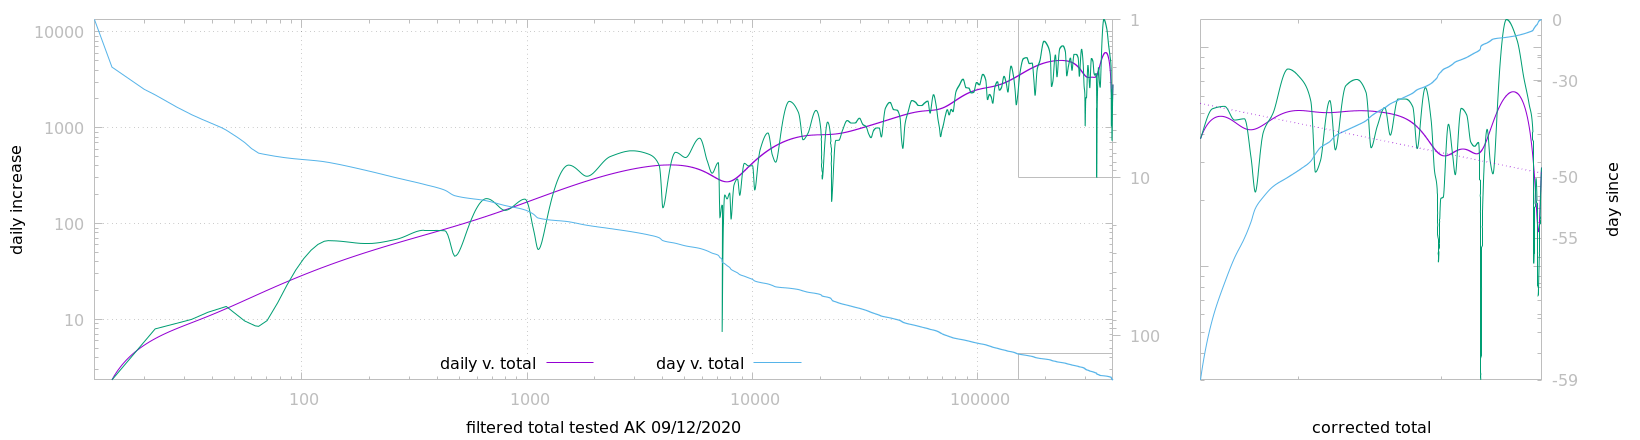 10000
1000
100
10
daily increase
1
10
100
100
1000
10000
100000
daily v. total
day v. total
filtered total tested AK 09/12/2020
0
-30
-50
-55
-59
day since
corrected total